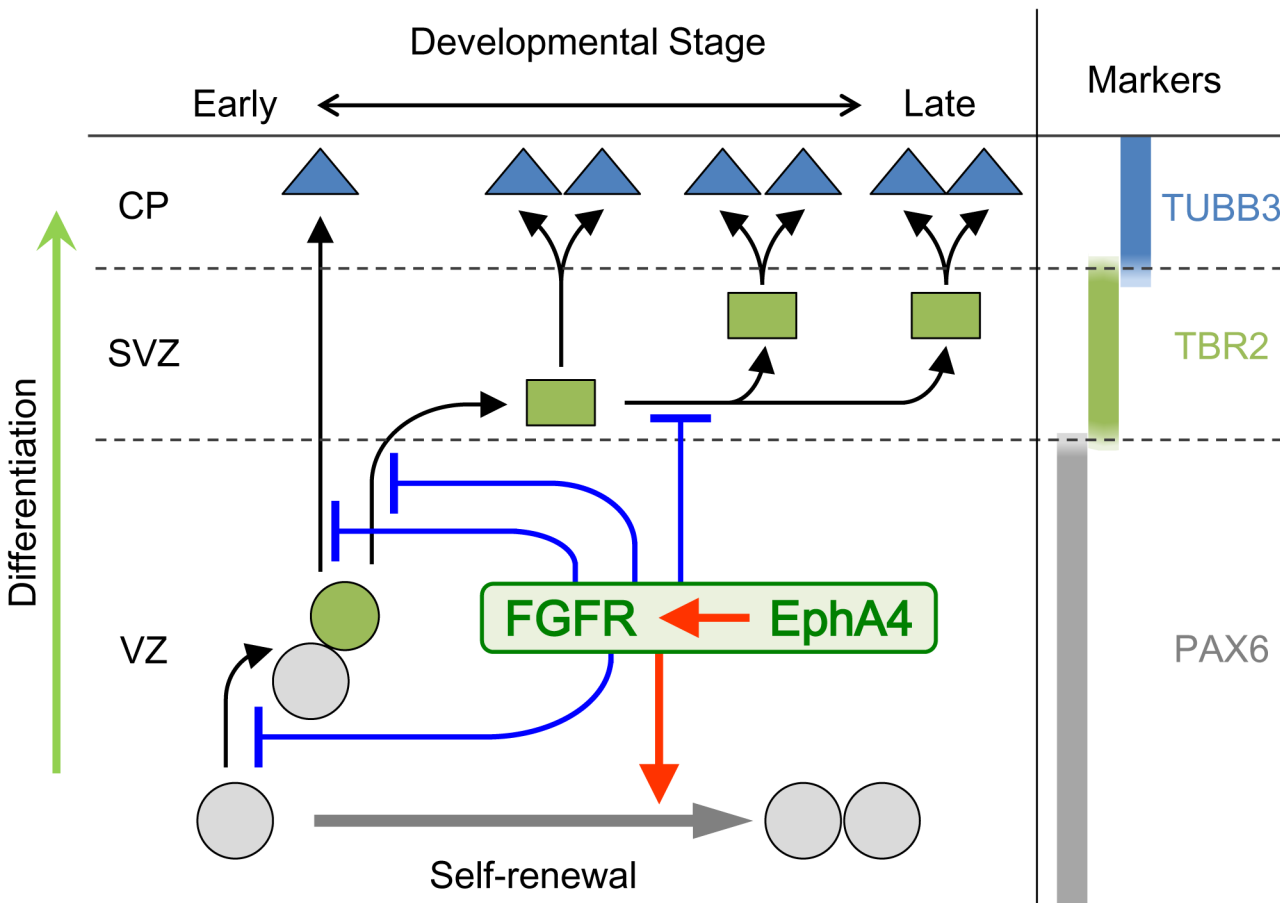 Developmental Stage
Early
Late
Markers
CP
TUBB3
SVZ
TBR2
Differentiation
VZ
FGFR
EphA4
PAX6
Self-renewal